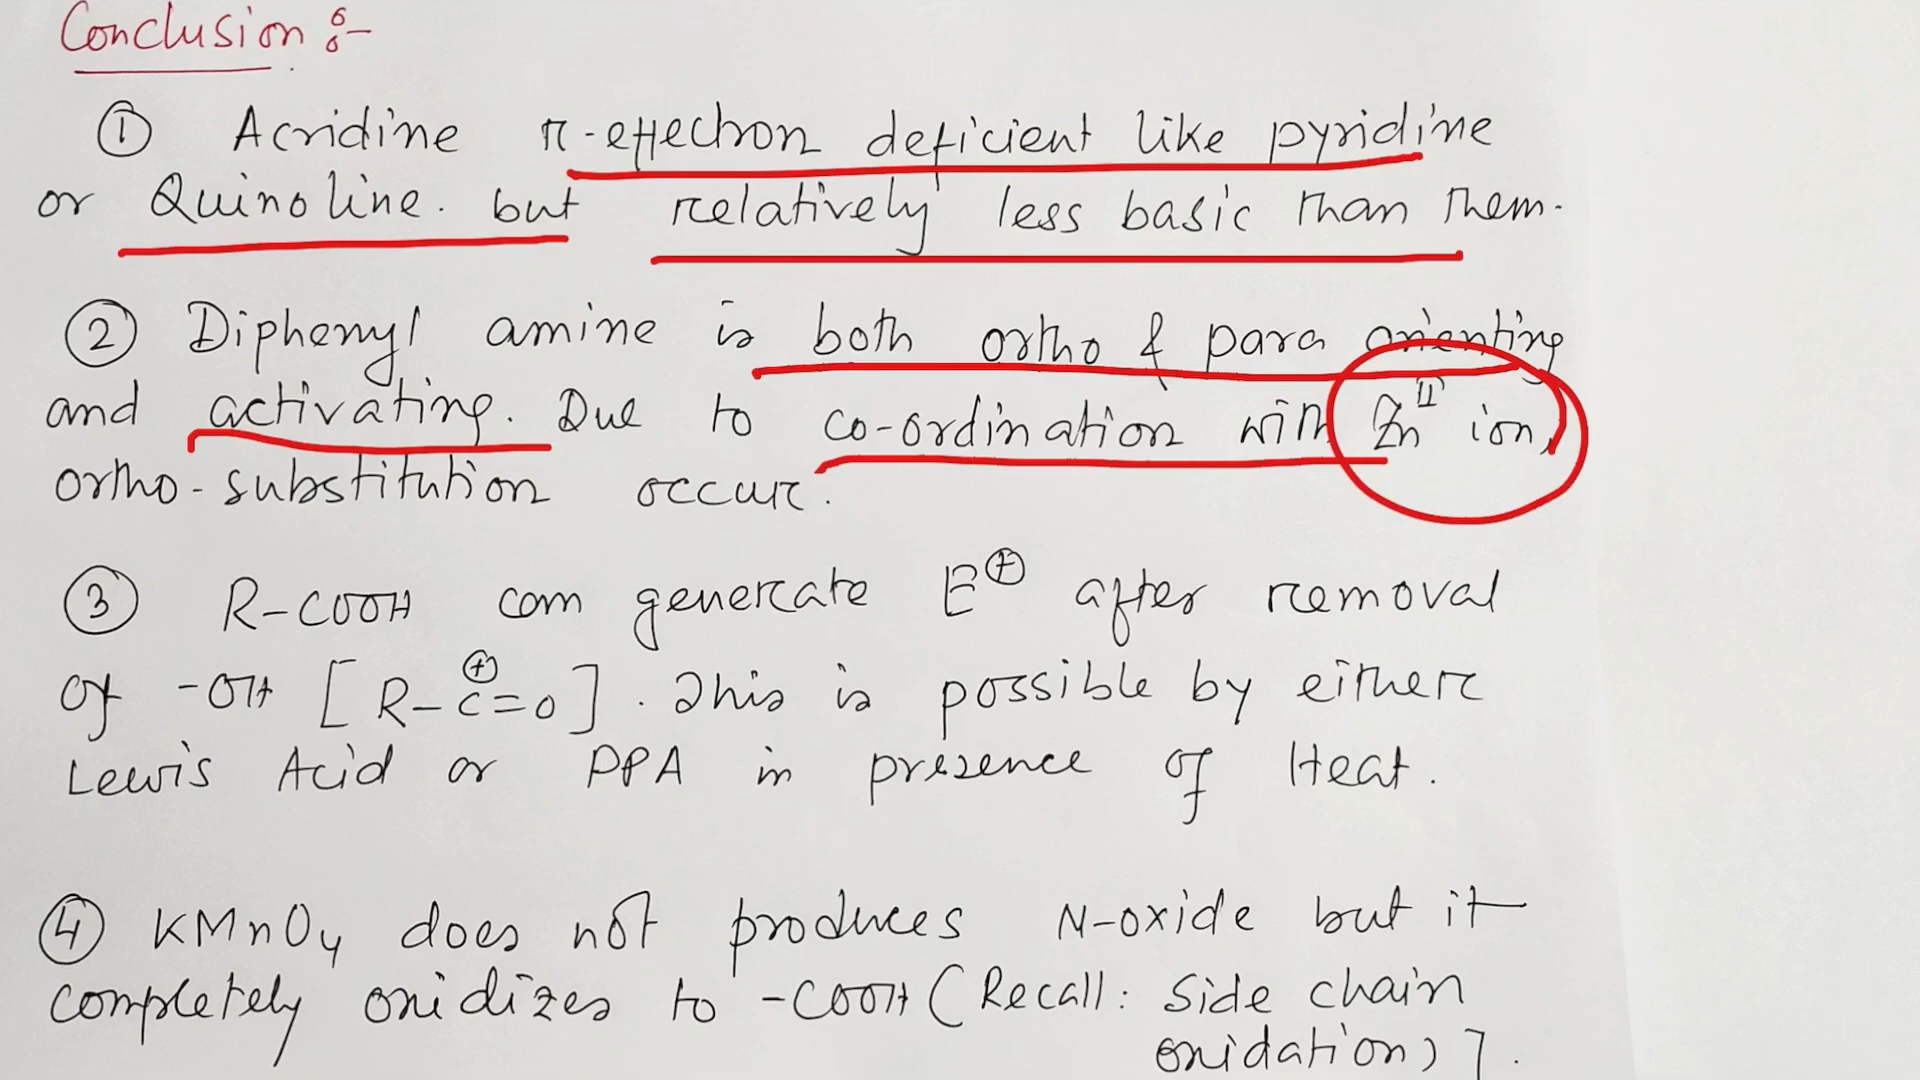 Conclusion :-
① Acridine π-effectron deficient like pyridine
or Quinoline. but relatively less basic than them.
② Diphenyl amine is both ortho & para orienting
and activating. Due to co-ordination with Zn^II ion,
ortho-substitution occur.
③ R-COOH can generate E⊕ after removal
of -OH [R-C⊕=O]. This is possible by either
Lewis Acid or PPA in presence of Heat.
④ KMnO4 does not produces N-oxide but it
completely oxidizes to -COOH (Recall: Side chain
oxidation) ].